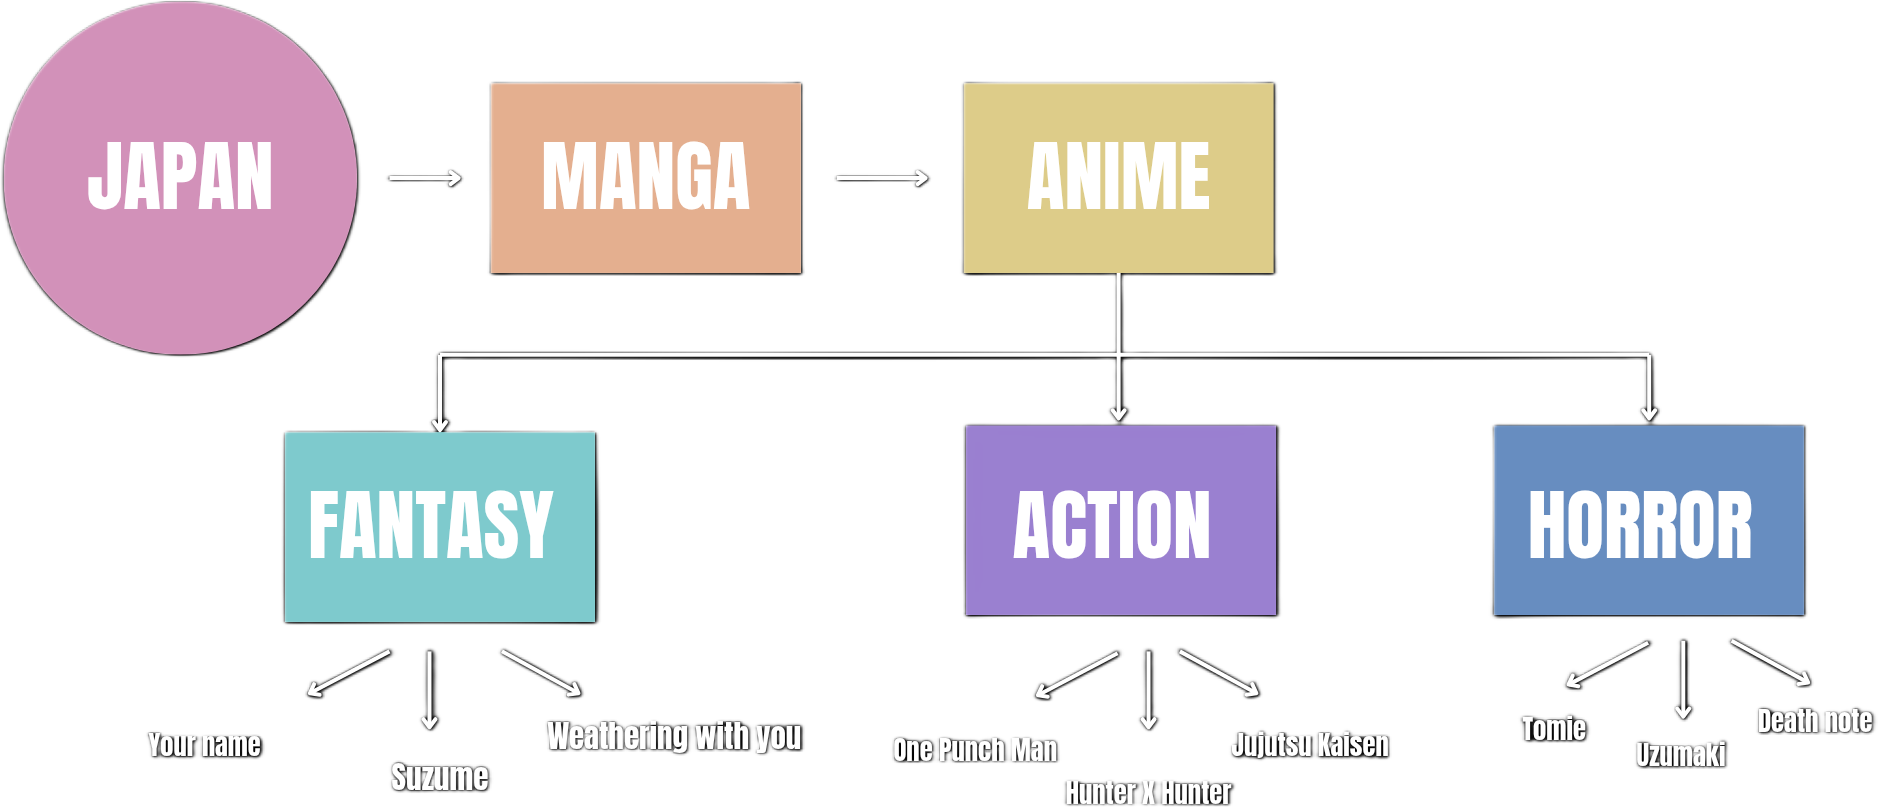 JAPAN
MANGA
ANIME
FANTASY
ACTION
HORROR
Your name
Suzume
Weathering with you
One Punch Man
Hunter X Hunter
Jujutsu Kaisen
Tomie
Uzumaki
Death note